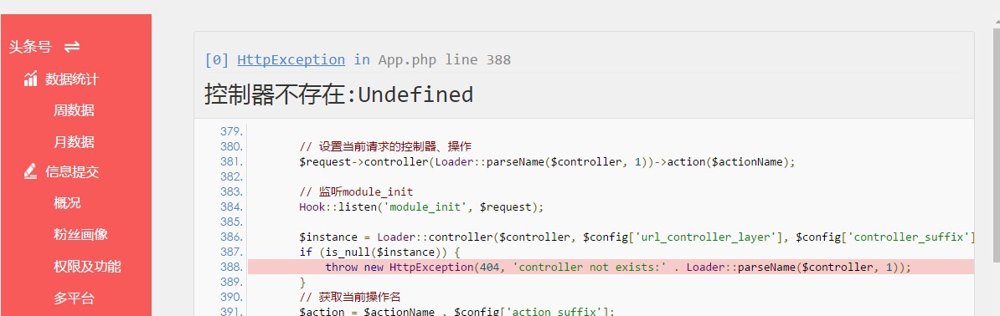 头条号
数据统计
周数据
月数据
信息提交
概况
粉丝画像
权限及功能
多平台
[0] HttpException in App.php line 388
控制器不存在:Undefined
379.
380. // 设置当前请求的控制器、操作
381. $request->controller(Loader::parseName($controller, 1))->action($actionName);
382.
383. // 监听module_init
384. Hook::listen('module_init', $request);
385.
386. $instance = Loader::controller($controller, $config['url_controller_layer'], $config['controller_suffix']
387. if (is_null($instance)) {
388. throw new HttpException(404, 'controller not exists:' . Loader::parseName($controller, 1));
389. }
390. // 获取当前操作名
391. $action = $actionName . $config['action_suffix'];